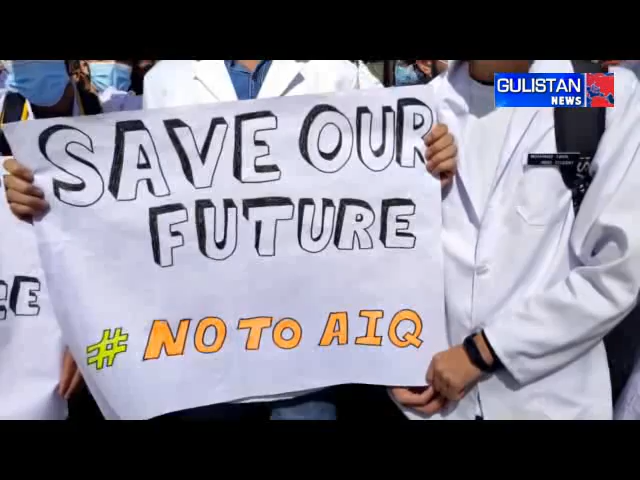 GULISTAN
NEWS
SAVE OUR
FUTURE
# NO TO AIQ